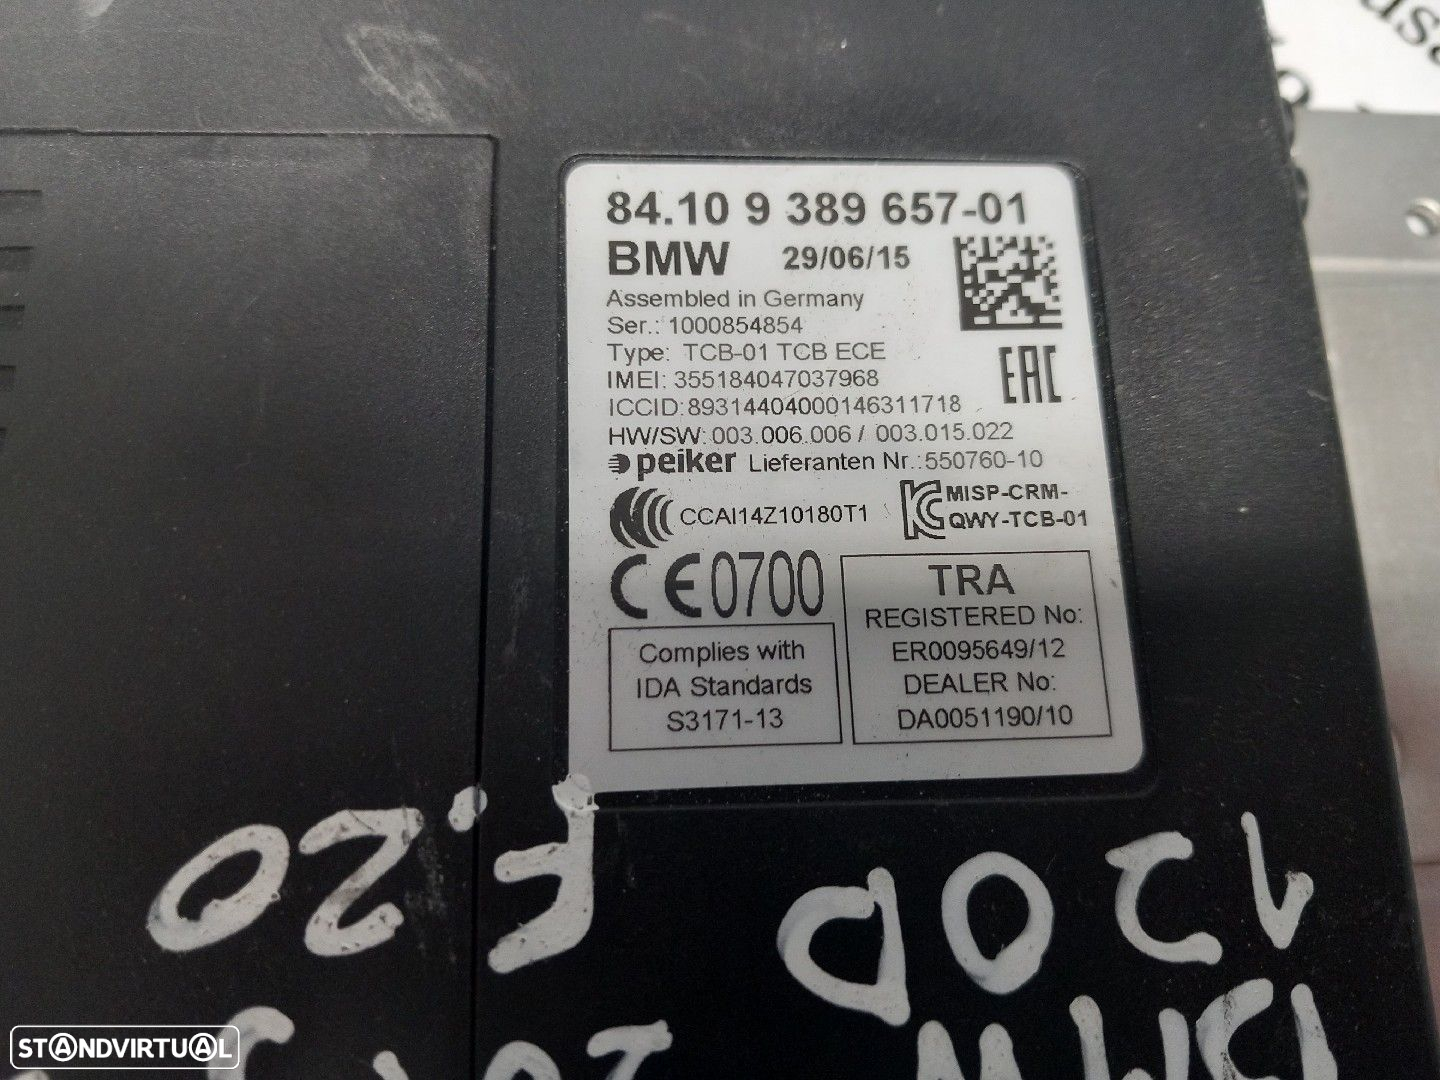 84.10 9 389 657-01
BMW 29/06/15
Assembled in Germany
Ser.: 1000854854
Type: TCB-01 TCB ECE
IMEI: 355184047037968
ICCID:89314404000146311718
HW/SW: 003.006.006 / 003.015.022
peiker Lieferanten Nr.:550760-10
CCAI14Z10180T1
MISP-CRM-
QWY-TCB-01
EAC
CE0700
Complies with
IDA Standards
S3171-13
TRA
REGISTERED No:
ER0095649/12
DEALER No:
DA0051190/10
BMW
120D F.20
STANDVIRTUAL